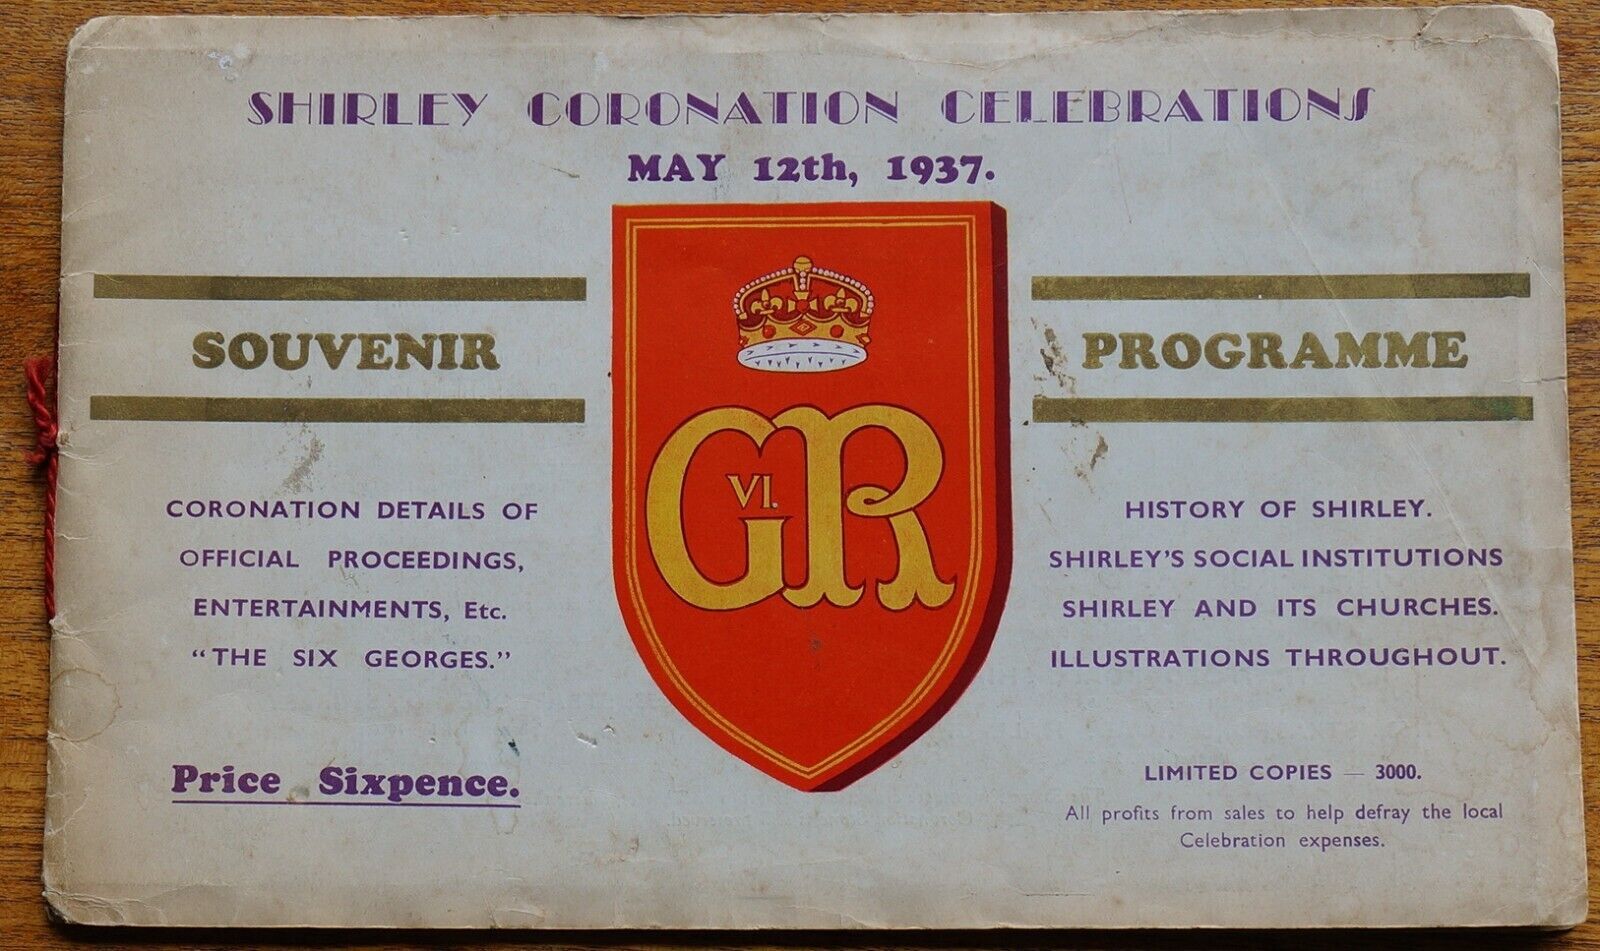 SHIRLEY CORONATION CELEBRATIONS
MAY 12th, 1937.
SOUVENIR
PROGRAMME
VI.
GR
CORONATION DETAILS OF
OFFICIAL PROCEEDINGS,
ENTERTAINMENTS, Etc.
"THE SIX GEORGES."
Price Sixpence.
HISTORY OF SHIRLEY.
SHIRLEY'S SOCIAL INSTITUTIONS
SHIRLEY AND ITS CHURCHES.
ILLUSTRATIONS THROUGHOUT.
LIMITED COPIES — 3000.
All profits from sales to help defray the local
Celebration expenses.